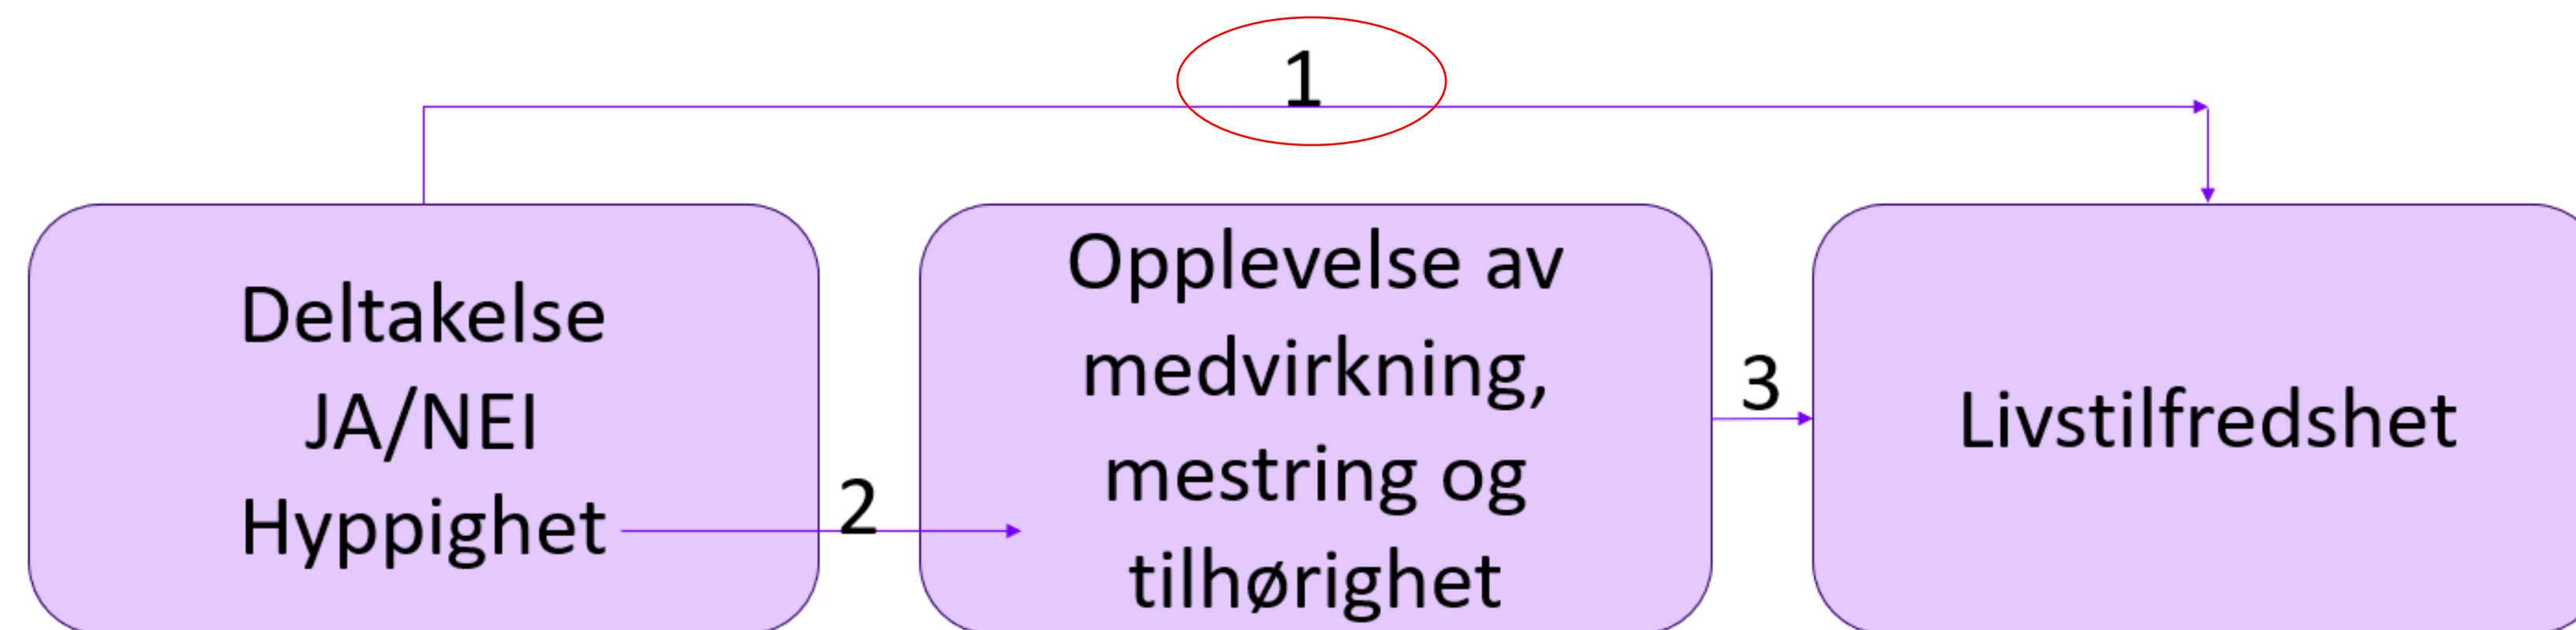 1
Deltakelse
JA/NEI
Hyppighet
2
Opplevelse av
medvirkning,
mestring og
tilhørighet
3
Livstilfredshet